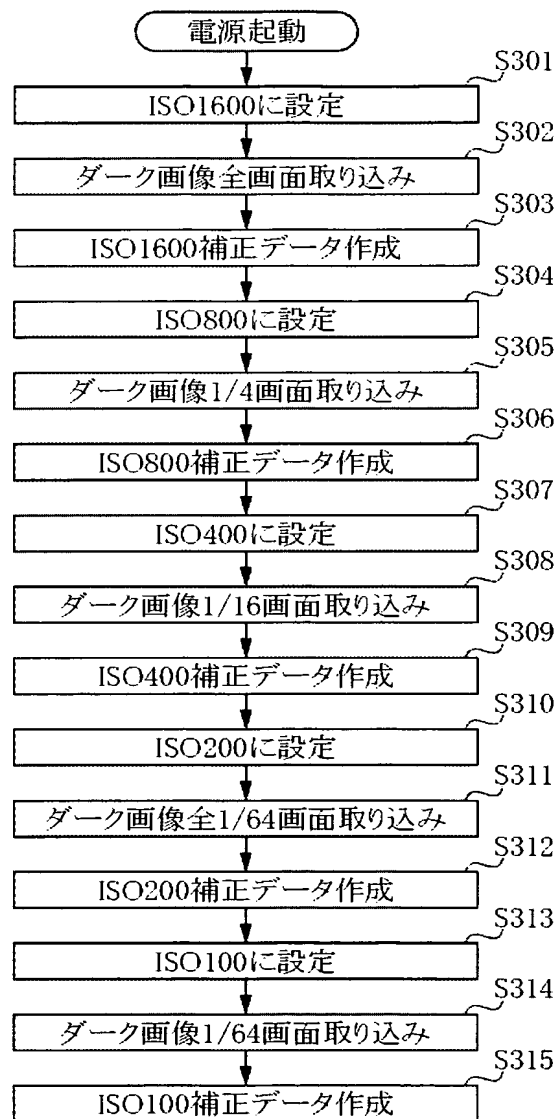 電源起動
S301
ISO1600に設定
S302
ダーク画像全画面取り込み
S303
ISO1600補正データ作成
S304
ISO800に設定
S305
ダーク画像1/4画面取り込み
S306
ISO800補正データ作成
S307
ISO400に設定
S308
ダーク画像1/16画面取り込み
S309
ISO400補正データ作成
S310
ISO200に設定
S311
ダーク画像全1/64画面取り込み
S312
ISO200補正データ作成
S313
ISO100に設定
S314
ダーク画像1/64画面取り込み
S315
ISO100補正データ作成